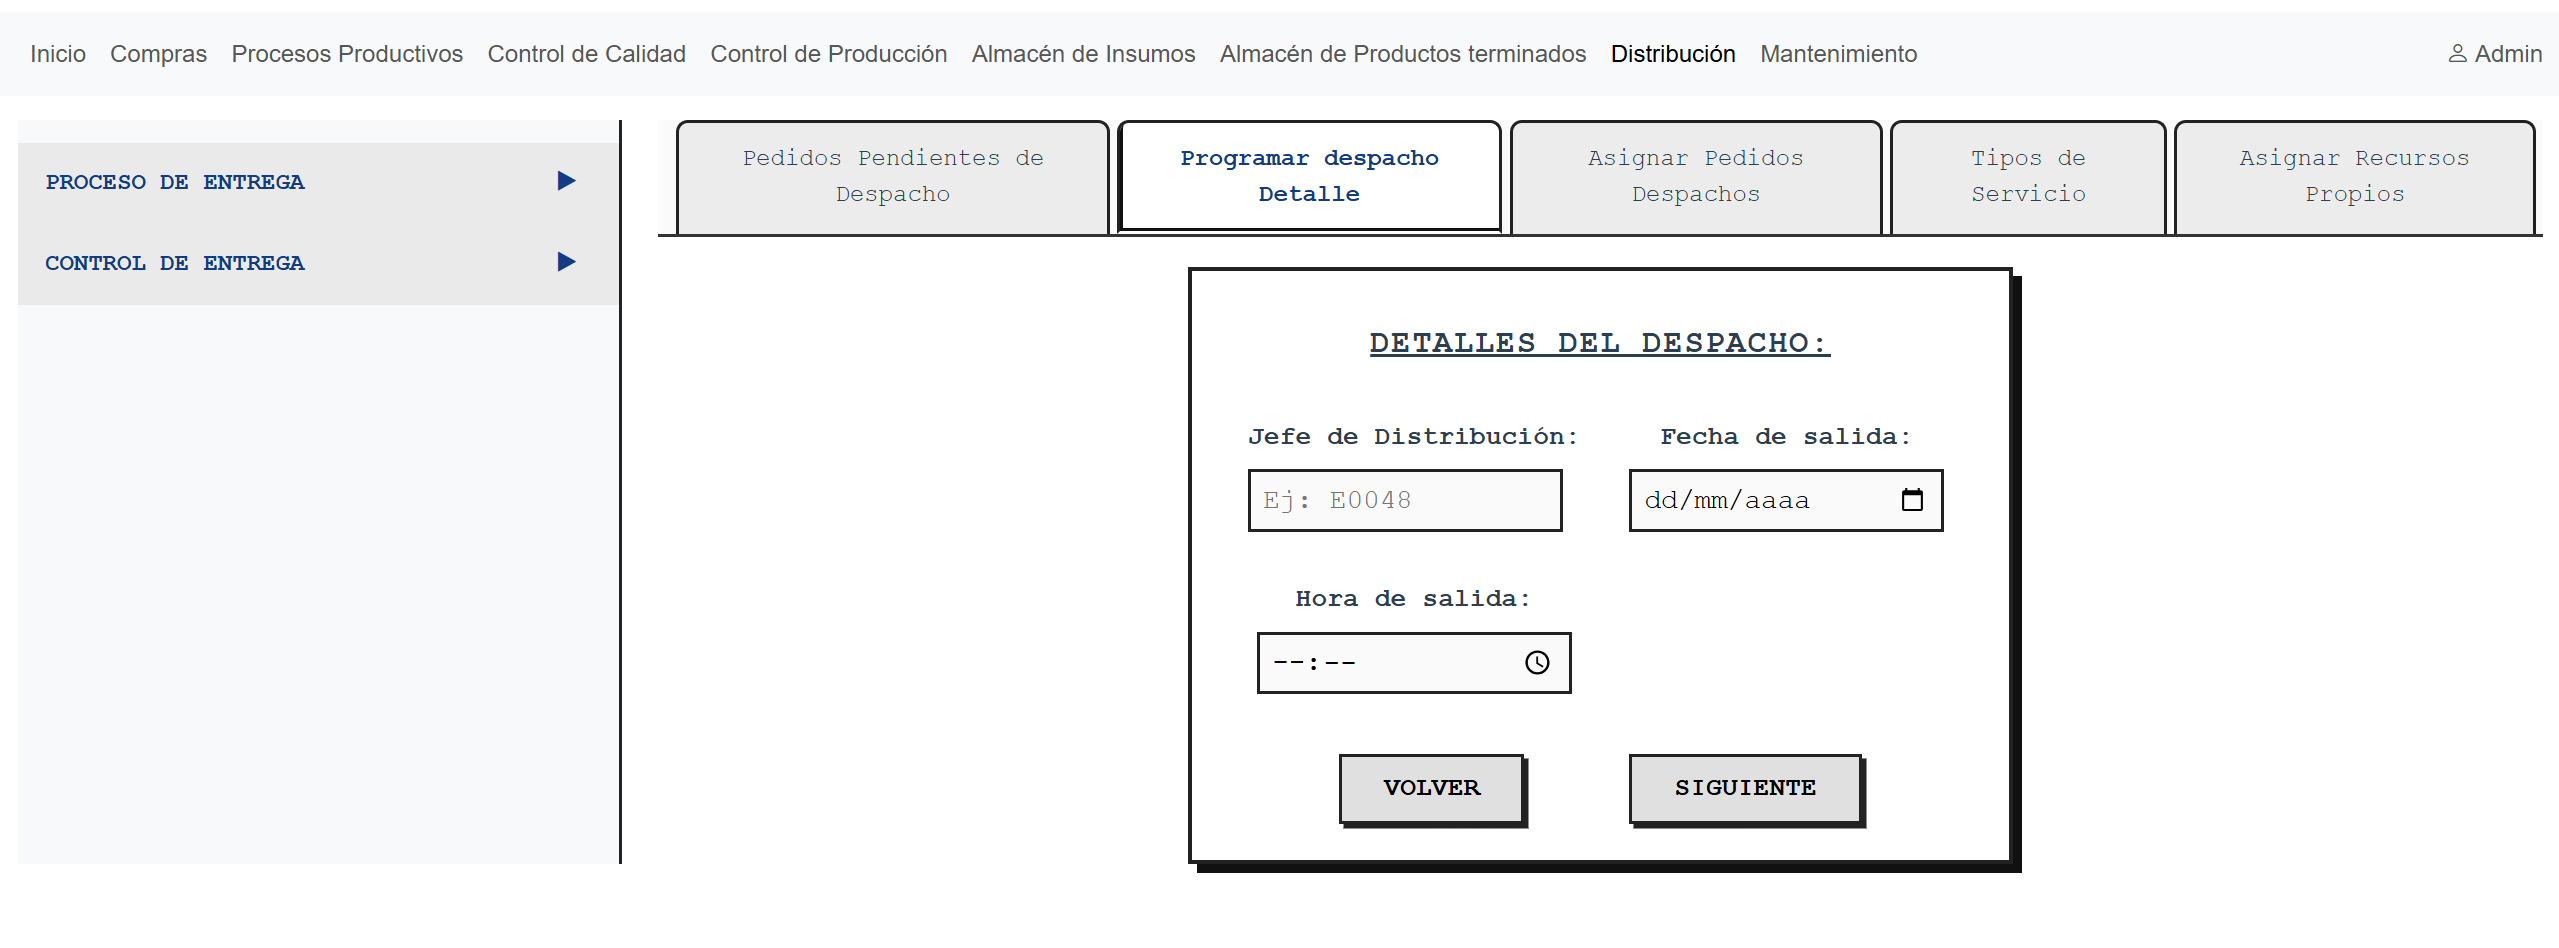 Inicio Compras Procesos Productivos Control de Calidad Control de Producción Almacén de Insumos Almacén de Productos terminados Distribución Mantenimiento Admin
PROCESO DE ENTREGA
CONTROL DE ENTREGA
Pedidos Pendientes de
Despacho
Programar despacho
Detalle
Asignar Pedidos
Despachos
Tipos de
Servicio
Asignar Recursos
Propios
DETALLES DEL DESPACHO:
Jefe de Distribución:
Ej: E0048
Fecha de salida:
dd/mm/aaaa
Hora de salida:
--:--
VOLVER
SIGUIENTE